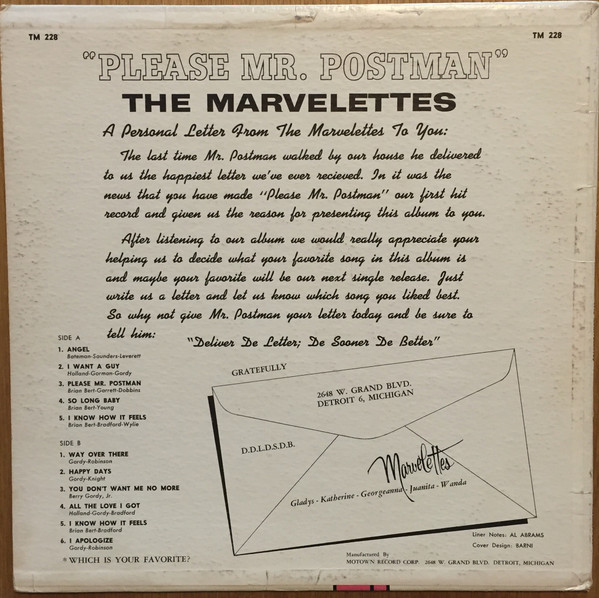 TM 228 TM 228
"PLEASE MR. POSTMAN"
THE MARVELETTES
A Personal Letter From The Marvelettes To You:
The last time Mr. Postman walked by our house he delivered
to us the happiest letter we've ever recieved. In it was the
news that you have made "Please Mr. Postman" our first hit
record and given us the reason for presenting this album to you.
After listening to our album we would really appreciate your
helping us to decide what your favorite song in this album is
and maybe your favorite will be our next single release. Just
write us a letter and let us know which song you liked best.
So why not give Mr. Postman your letter today and be sure to
tell him:
"Deliver De Letter; De Sooner De Better"
SIDE A
1. ANGEL
Bateman-Saunders-Leverett
2. I WANT A GUY
Holland-Gorman-Gordy
3. PLEASE MR. POSTMAN
Brian Bert-Garrett-Dobbins
4. SO LONG BABY
Brian Bert-Young
5. I KNOW HOW IT FEELS
Brian Bert-Bradford-Wylie
SIDE B
1. WAY OVER THERE
Gordy-Robinson
2. HAPPY DAYS
Gordy-Knight
3. YOU DON'T WANT ME NO MORE
Berry Gordy, Jr.
4. ALL THE LOVE I GOT
Holland-Gordy-Bradford
5. I KNOW HOW IT FEELS
Brian Bert-Bradford
6. I APOLOGIZE
Gordy-Robinson
* WHICH IS YOUR FAVORITE?
GRATEFULLY
2648 W. GRAND BLVD.
DETROIT 6, MICHIGAN
D.D.L.D.S.D.B.
Marvelettes
Gladys - Katherine - Georgeanna - Juanita - Wanda
Liner Notes: AL ABRAMS
Cover Design: BARNI
Manufactured By
MOTOWN RECORD CORP. 2648 W. GRAND BLVD. DETROIT, MICHIGAN